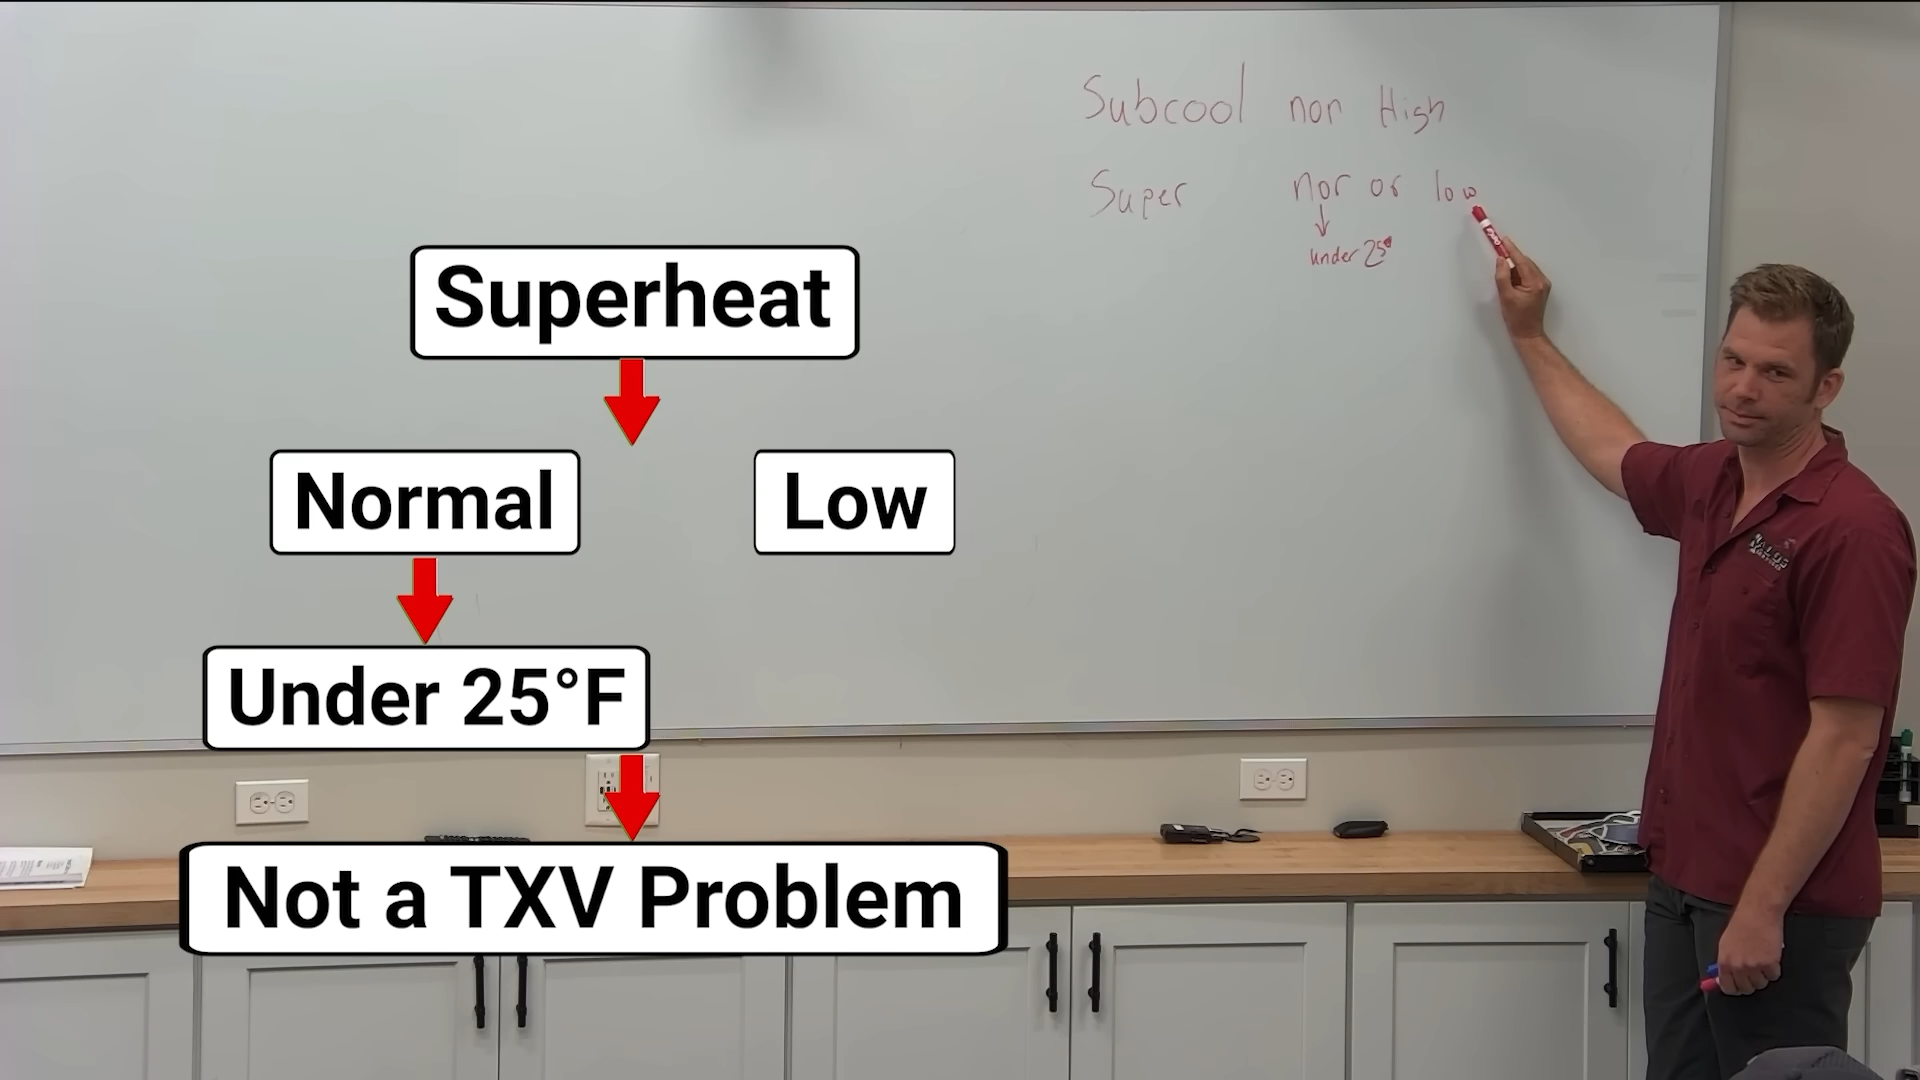 Subcool nor High
Super nor or low
under 25°
Superheat
Normal
Low
Under 25°F
Not a TXV Problem